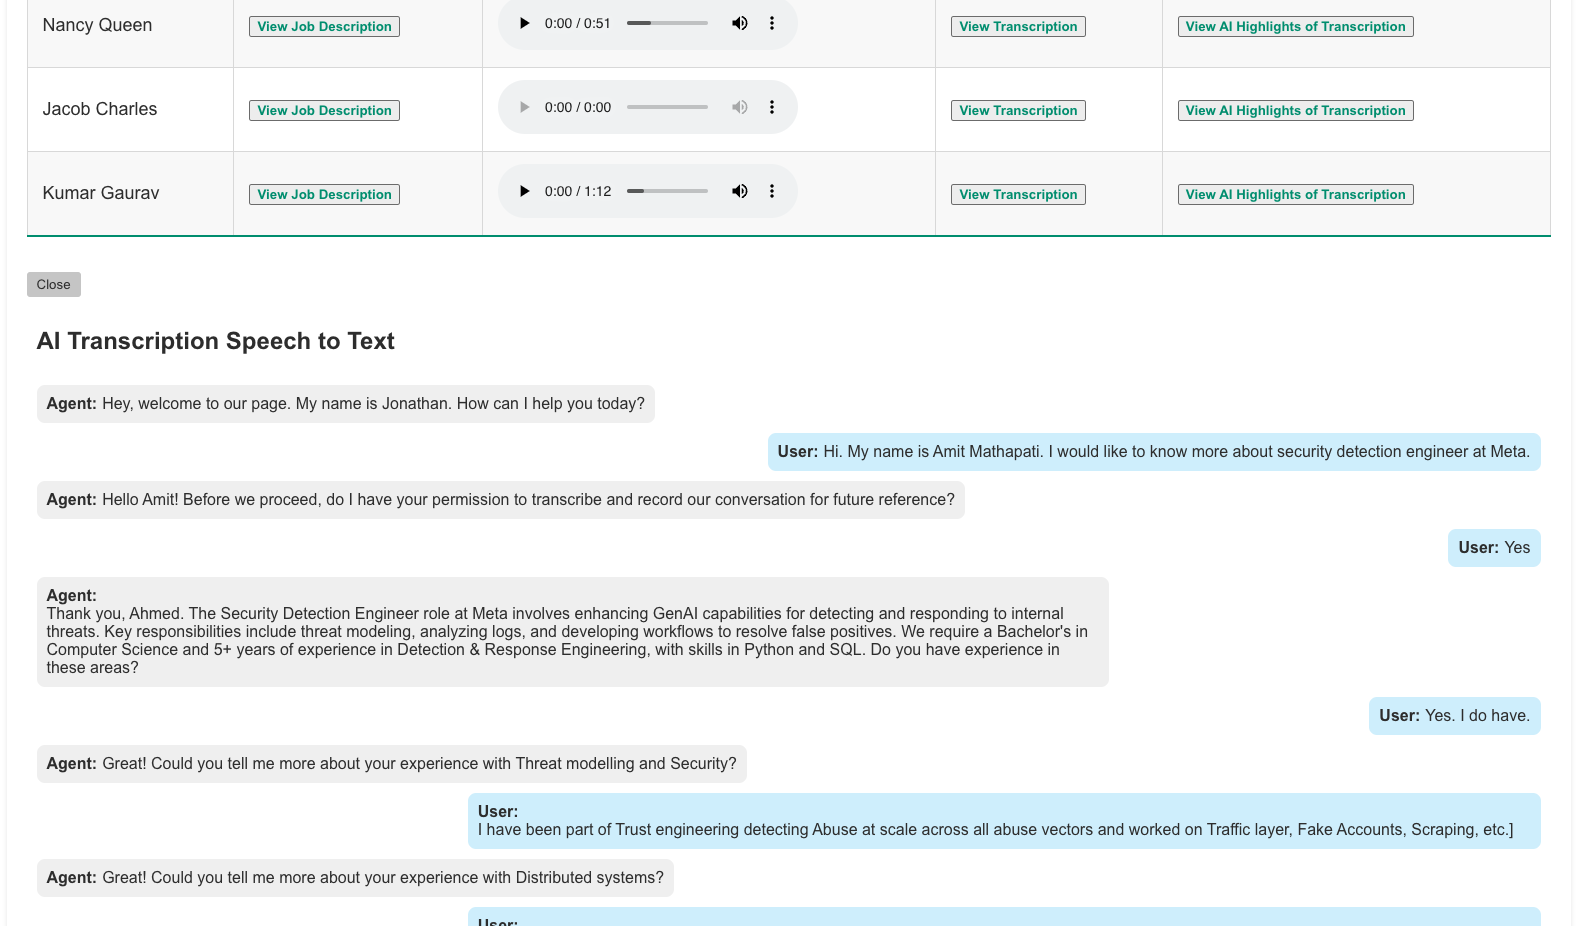 Nancy Queen View Job Description 0:00 / 0:51 View Transcription View AI Highlights of Transcription
Jacob Charles View Job Description 0:00 / 0:00 View Transcription View AI Highlights of Transcription
Kumar Gaurav View Job Description 0:00 / 1:12 View Transcription View AI Highlights of Transcription
Close
AI Transcription Speech to Text
Agent: Hey, welcome to our page. My name is Jonathan. How can I help you today?
User: Hi. My name is Amit Mathapati. I would like to know more about security detection engineer at Meta.
Agent: Hello Amit! Before we proceed, do I have your permission to transcribe and record our conversation for future reference?
User: Yes
Agent:
Thank you, Ahmed. The Security Detection Engineer role at Meta involves enhancing GenAI capabilities for detecting and responding to internal
threats. Key responsibilities include threat modeling, analyzing logs, and developing workflows to resolve false positives. We require a Bachelor's in
Computer Science and 5+ years of experience in Detection & Response Engineering, with skills in Python and SQL. Do you have experience in
these areas?
User: Yes. I do have.
Agent: Great! Could you tell me more about your experience with Threat modelling and Security?
User:
I have been part of Trust engineering detecting Abuse at scale across all abuse vectors and worked on Traffic layer, Fake Accounts, Scraping, etc.]
Agent: Great! Could you tell me more about your experience with Distributed systems?
User: